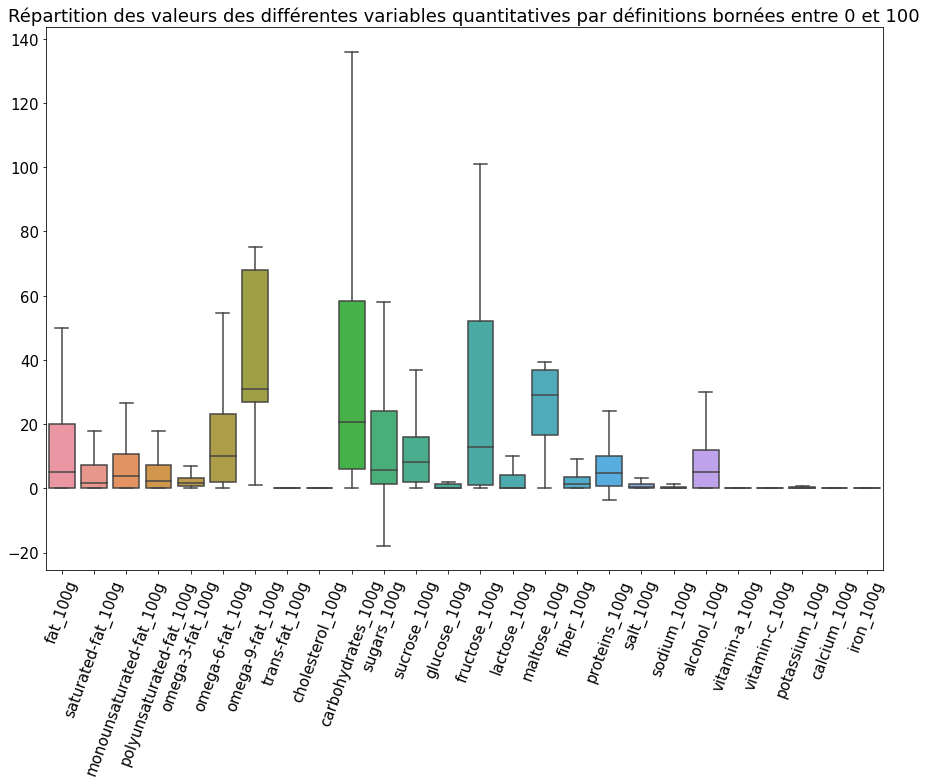 Répartition des valeurs des différentes variables quantitatives par définitions bornées entre 0 et 100
140
120
100
80
60
40
20
0
−20
fat_100g
saturated-fat_100g
monounsaturated-fat_100g
polyunsaturated-fat_100g
omega-3-fat_100g
omega-6-fat_100g
omega-9-fat_100g
trans-fat_100g
cholesterol_100g
carbohydrates_100g
sugars_100g
sucrose_100g
glucose_100g
fructose_100g
lactose_100g
maltose_100g
fiber_100g
proteins_100g
salt_100g
sodium_100g
alcohol_100g
vitamin-a_100g
vitamin-c_100g
potassium_100g
calcium_100g
iron_100g